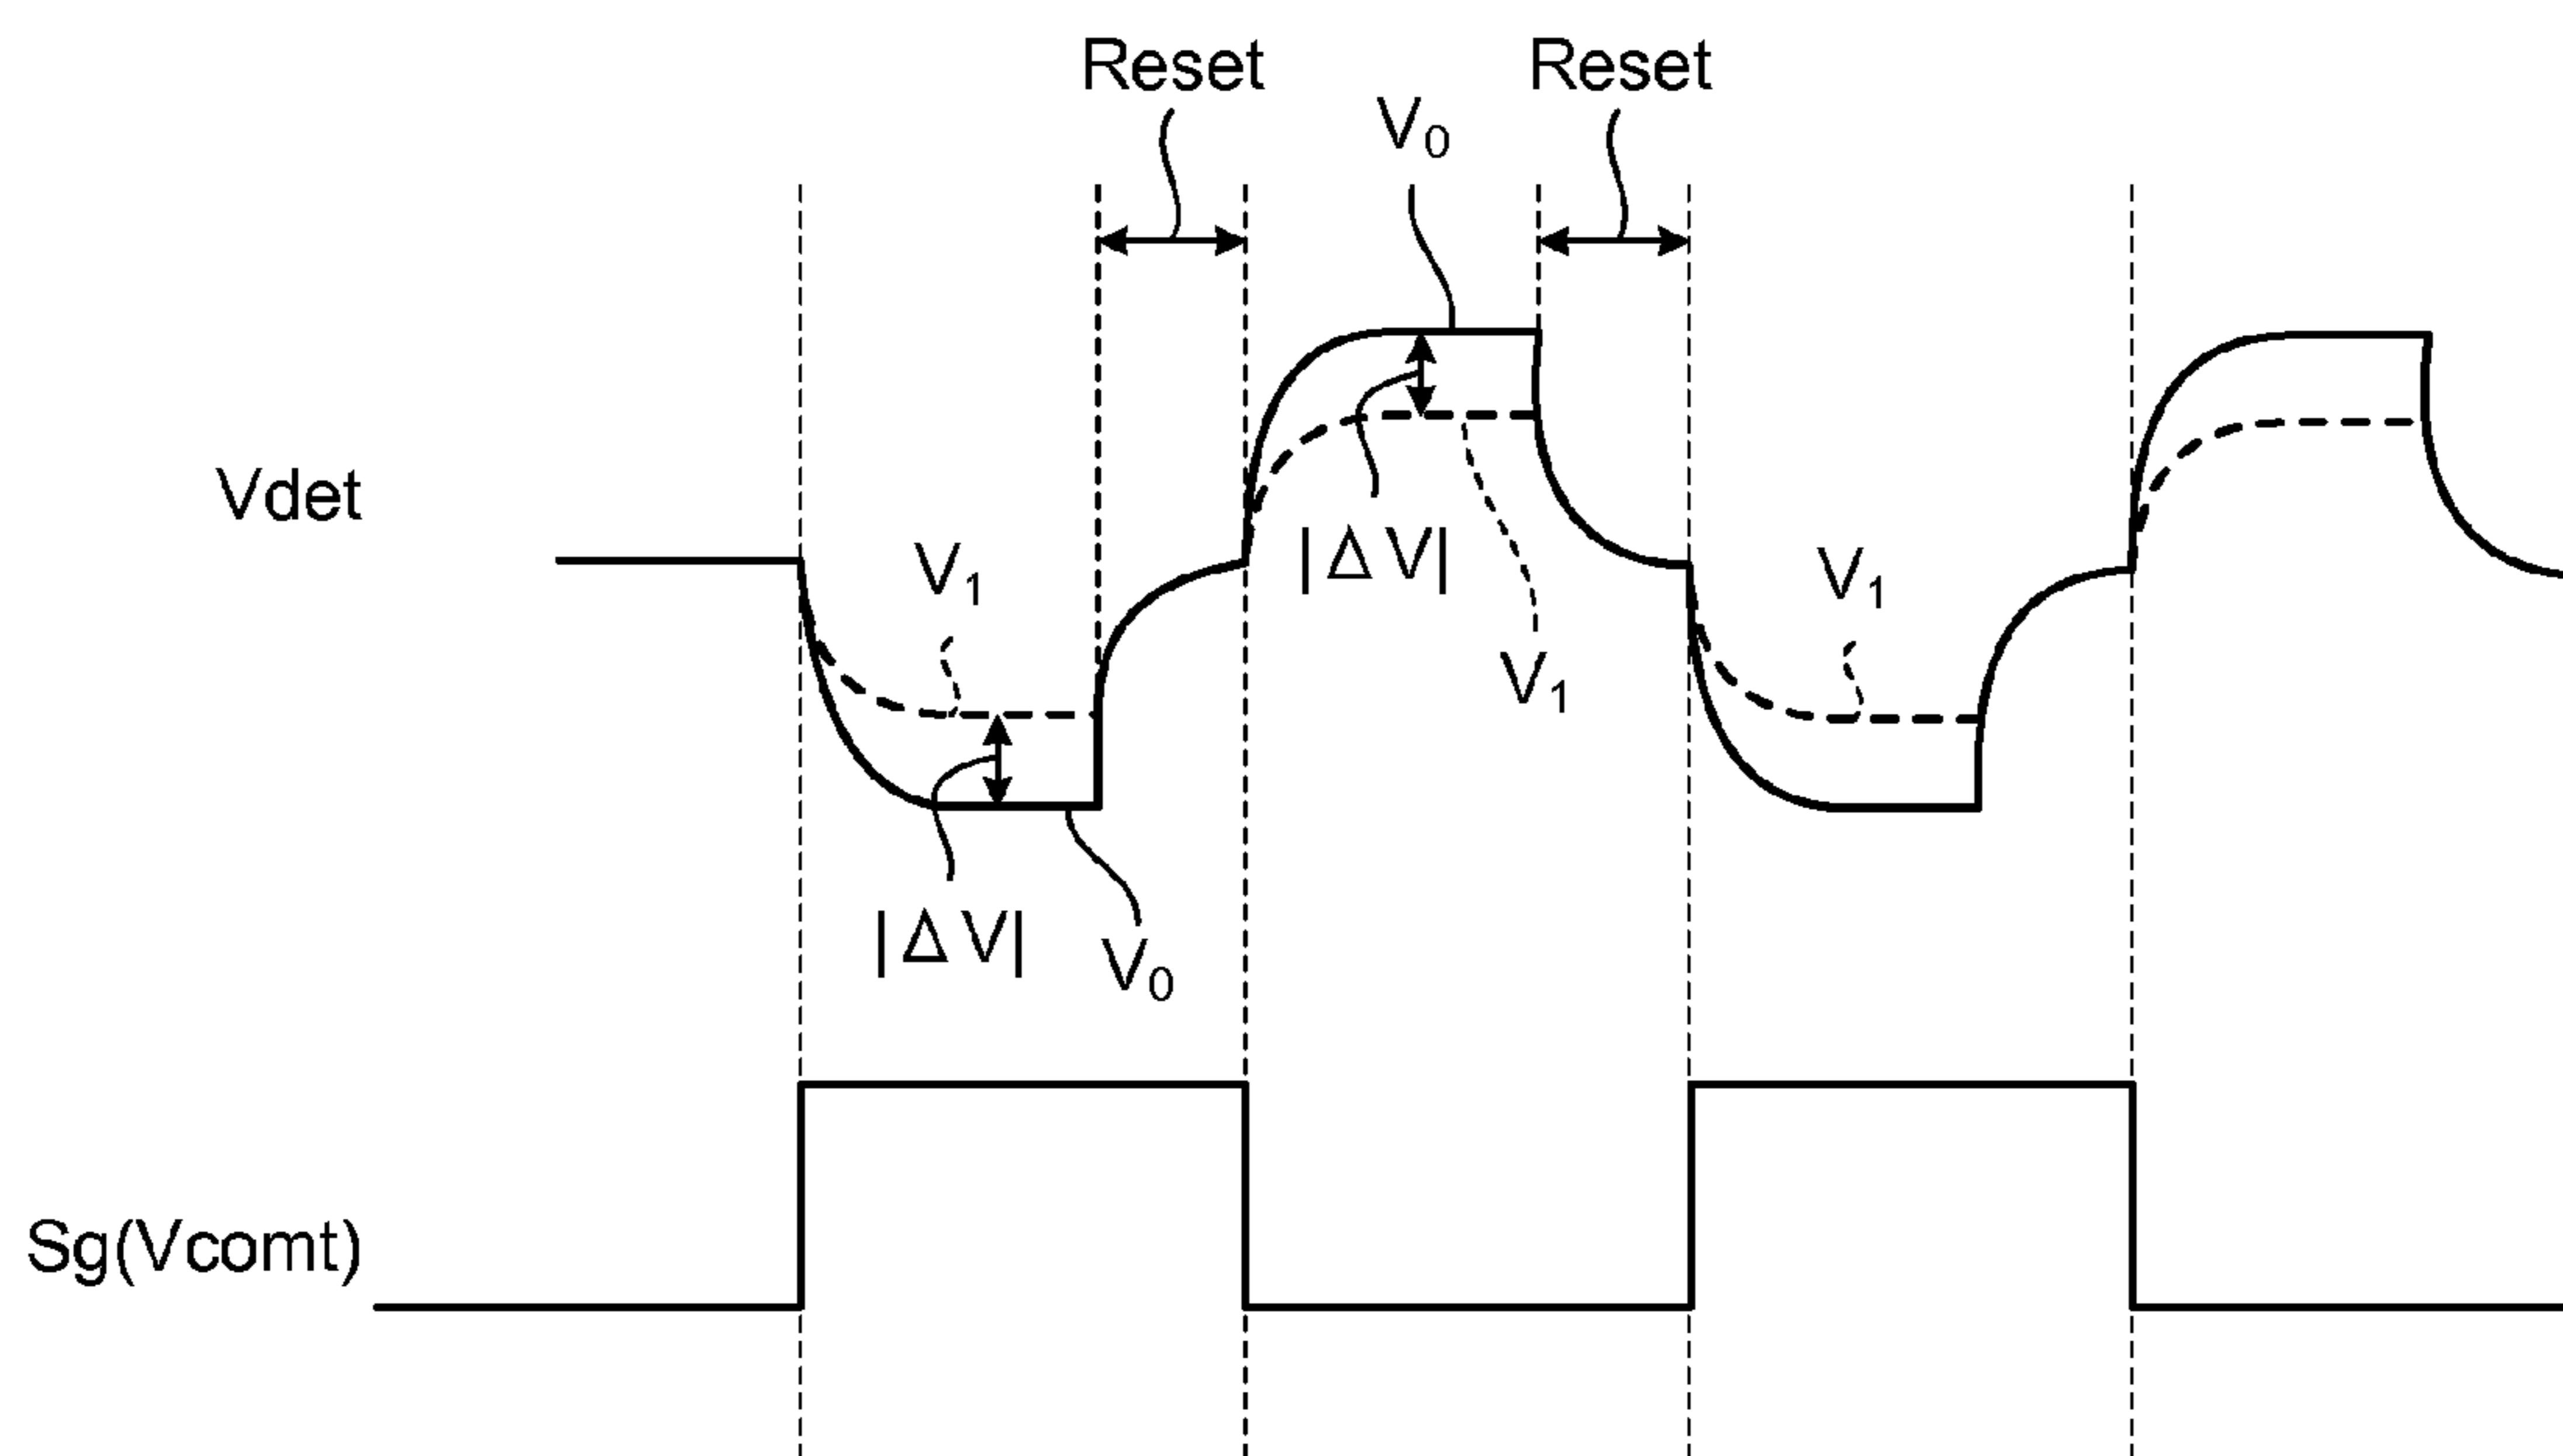 Reset
Reset
V₀
Vdet
V₁
|ΔV|
V₁
V₁
|ΔV|
V₀
Sg(Vcomt)